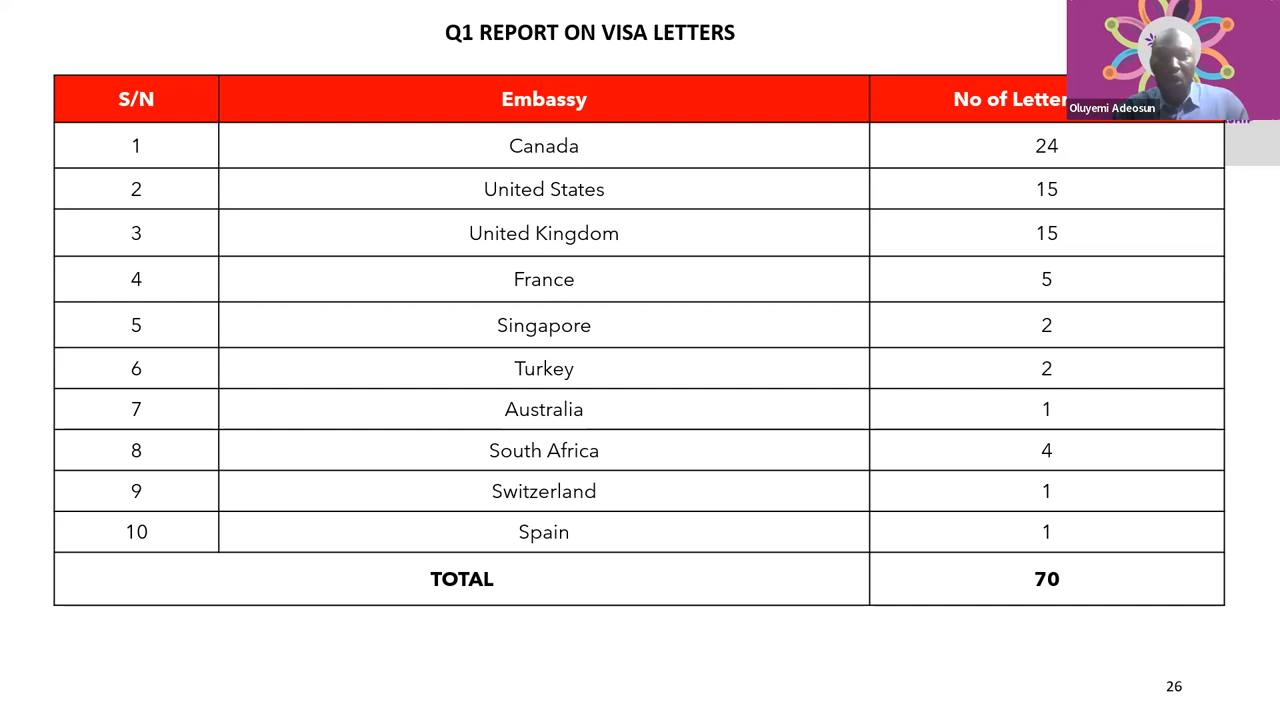 Q1 REPORT ON VISA LETTERS
S/N Embassy No of Letter
Oluyemi Adeosun
1 Canada 24
2 United States 15
3 United Kingdom 15
4 France 5
5 Singapore 2
6 Turkey 2
7 Australia 1
8 South Africa 4
9 Switzerland 1
10 Spain 1
TOTAL 70
26